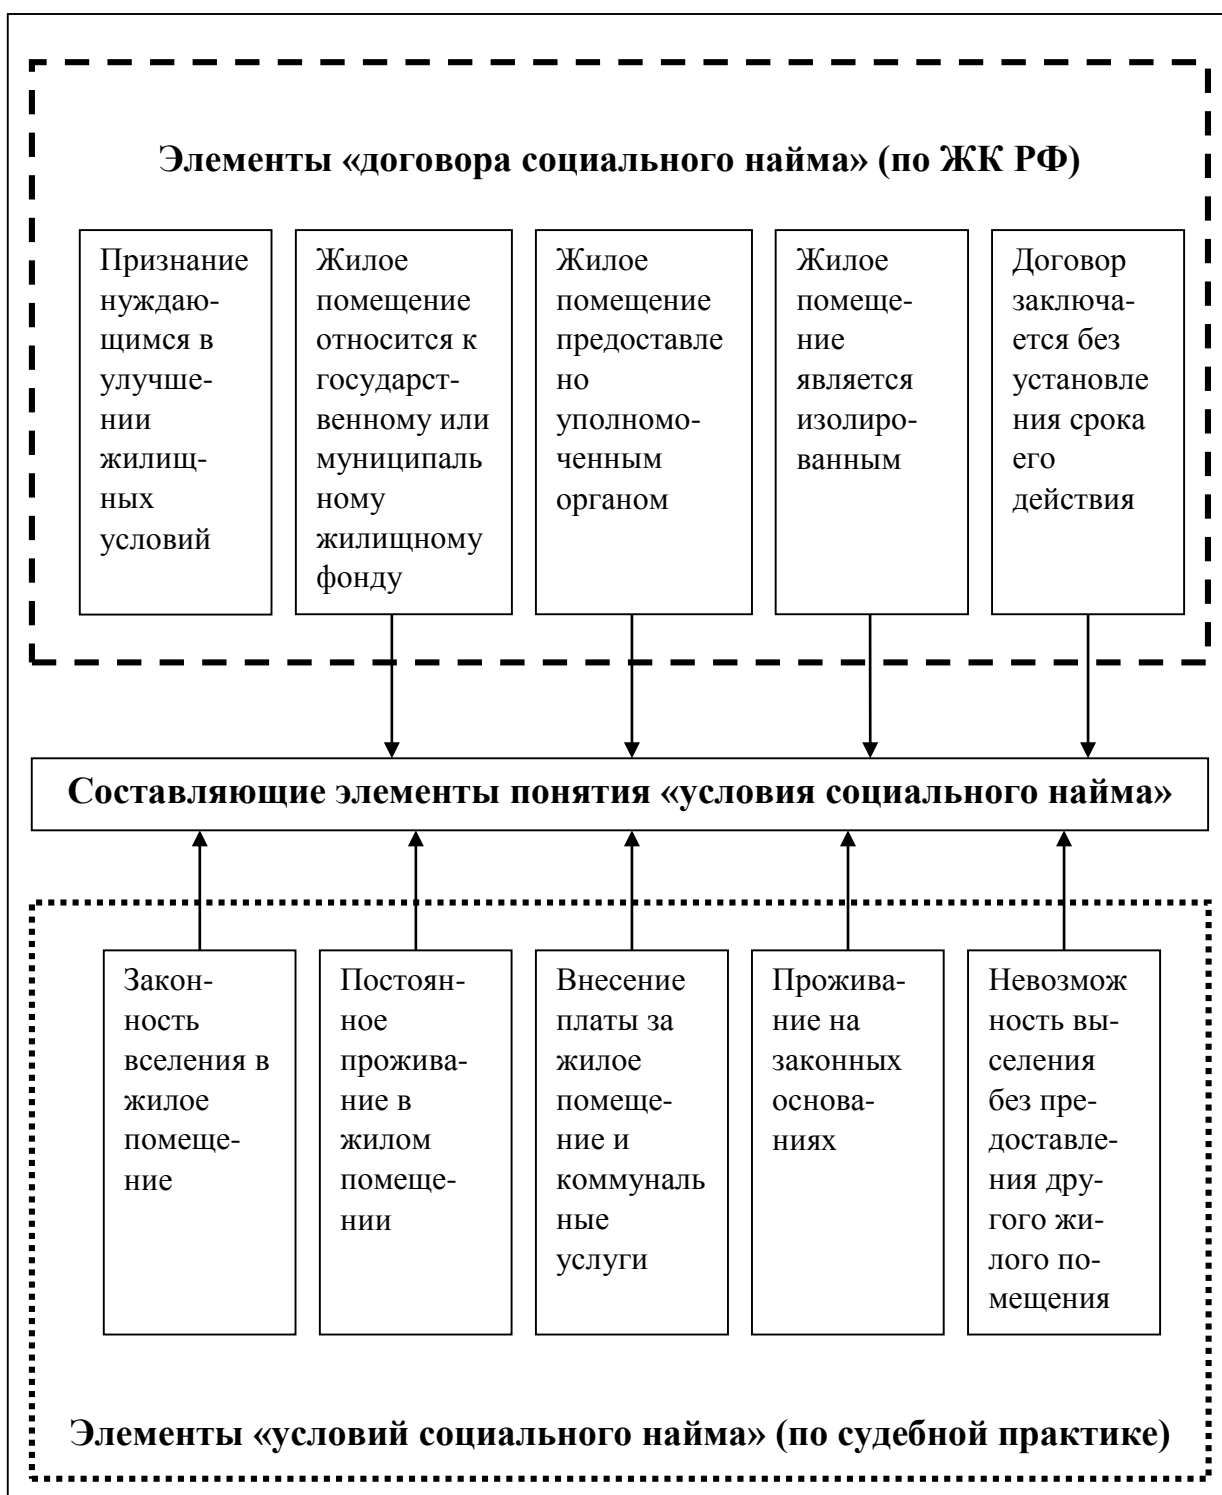 Элементы «договора социального найма» (по ЖК РФ)
Признание
нуждаю-
щимся в
улучше-
нии
жилищ-
ных
условий
Жилое
помещение
относится к
государст-
венному или
муниципаль
ному
жилищному
фонду
Жилое
помещение
предоставле
но
уполномо-
ченным
органом
Жилое
помеще-
ние
является
изолиро-
ванным
Договор
заключа-
ется без
установле
ния срока
его
действия
Составляющие элементы понятия «условия социального найма»
Закон-
ность
вселения в
жилое
помеще-
ние
Постоян-
ное
прожива-
ние в
жилом
помеще-
нии
Внесение
платы за
жилое
помеще-
ние и
коммуналь
ные
услуги
Прожива-
ние на
законных
основа-
ниях
Невозмож
ность вы-
селения
без пре-
доставле-
ния дру-
гого жи-
лого по-
мещения
Элементы «условий социального найма» (по судебной практике)